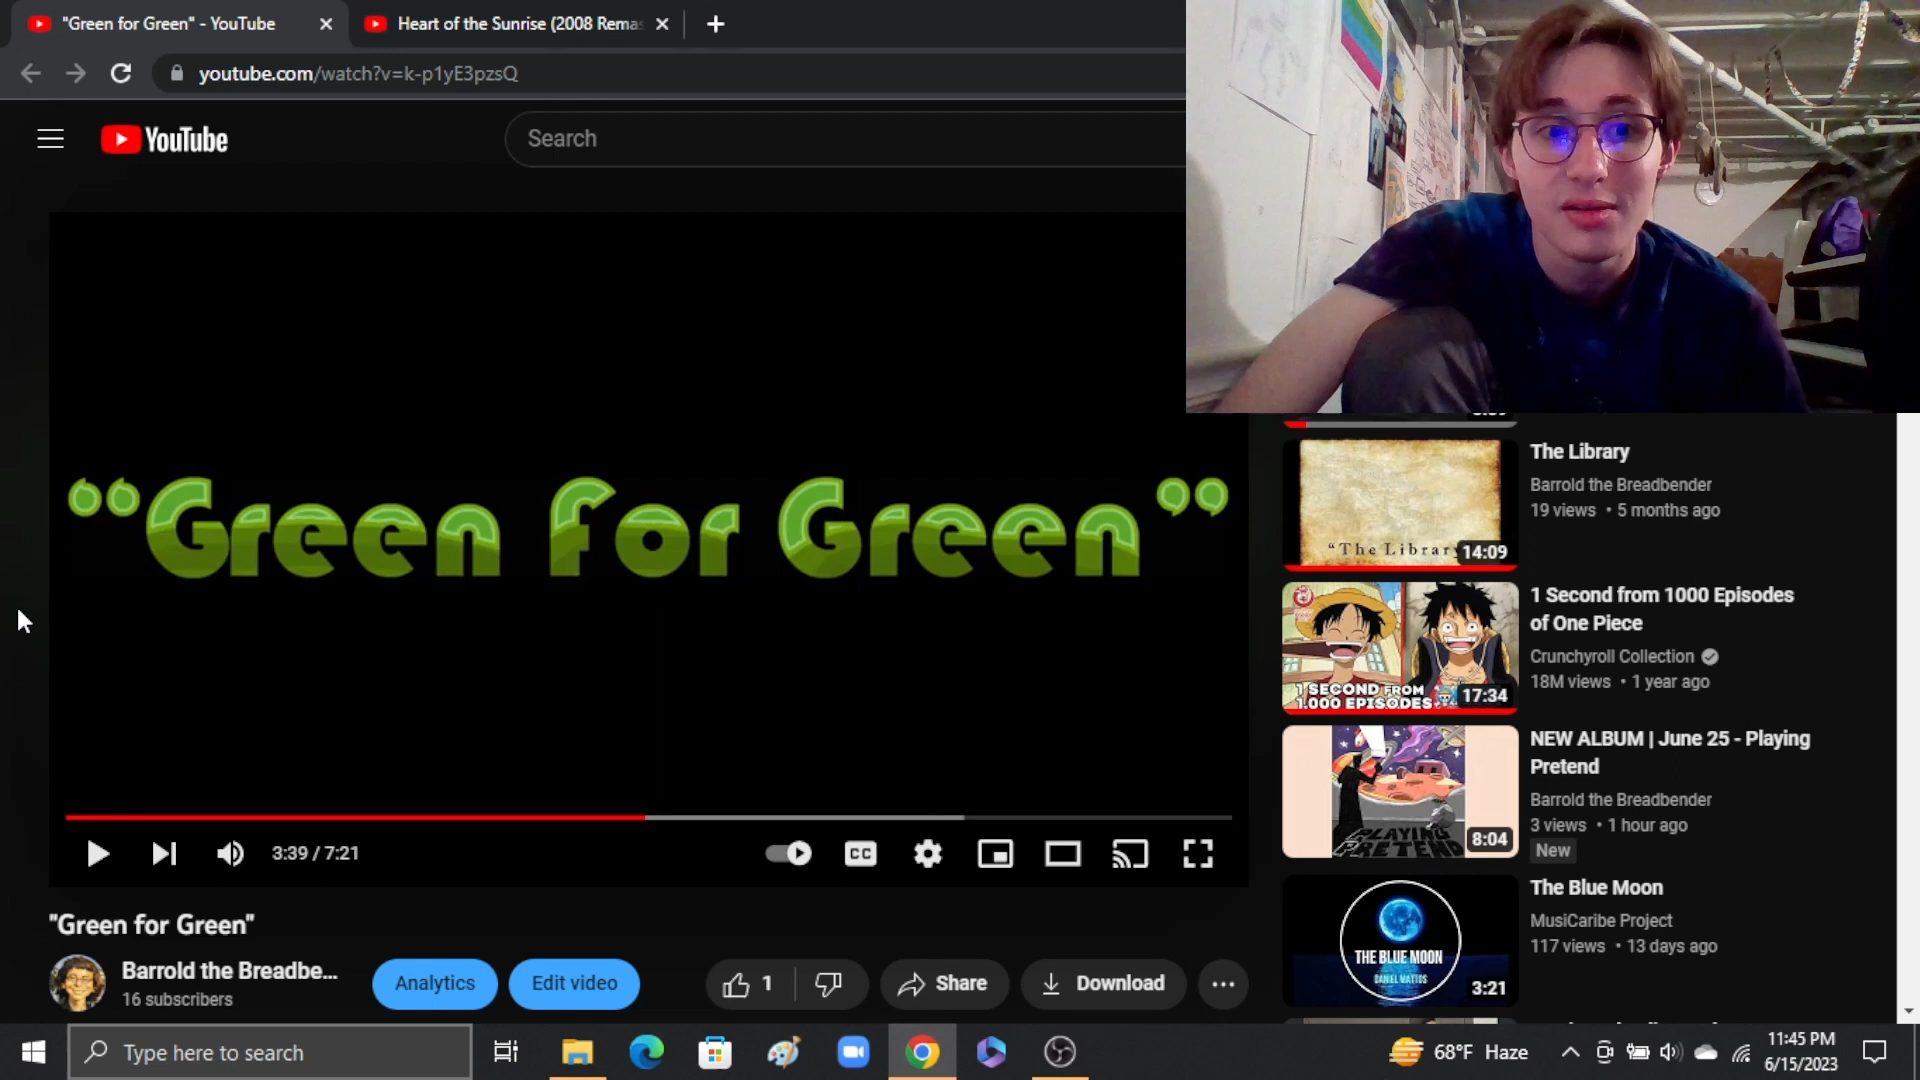 "Green for Green" - YouTube
Heart of the Sunrise (2008 Remas
youtube.com/watch?v=k-p1yE3pzsQ
YouTube
Search
"Green For Green"
3:39 / 7:21
CC
"Green for Green"
Barrold the Breadbe...
16 subscribers
Analytics
Edit video
1
Share
Download
The Library
Barrold the Breadbender
19 views • 5 months ago
"The Library
14:09
1 Second from 1000 Episodes
of One Piece
Crunchyroll Collection
18M views • 1 year ago
1 SECOND FROM
1.000 EPISODES
17:34
NEW ALBUM | June 25 - Playing
Pretend
Barrold the Breadbender
3 views • 1 hour ago
New
PLAYING
PRETEND
8:04
The Blue Moon
MusiCaribe Project
117 views • 13 days ago
THE BLUE MOON
DANIEL MATTOS
3:21
Type here to search
68°F Haze
11:45 PM
6/15/2023